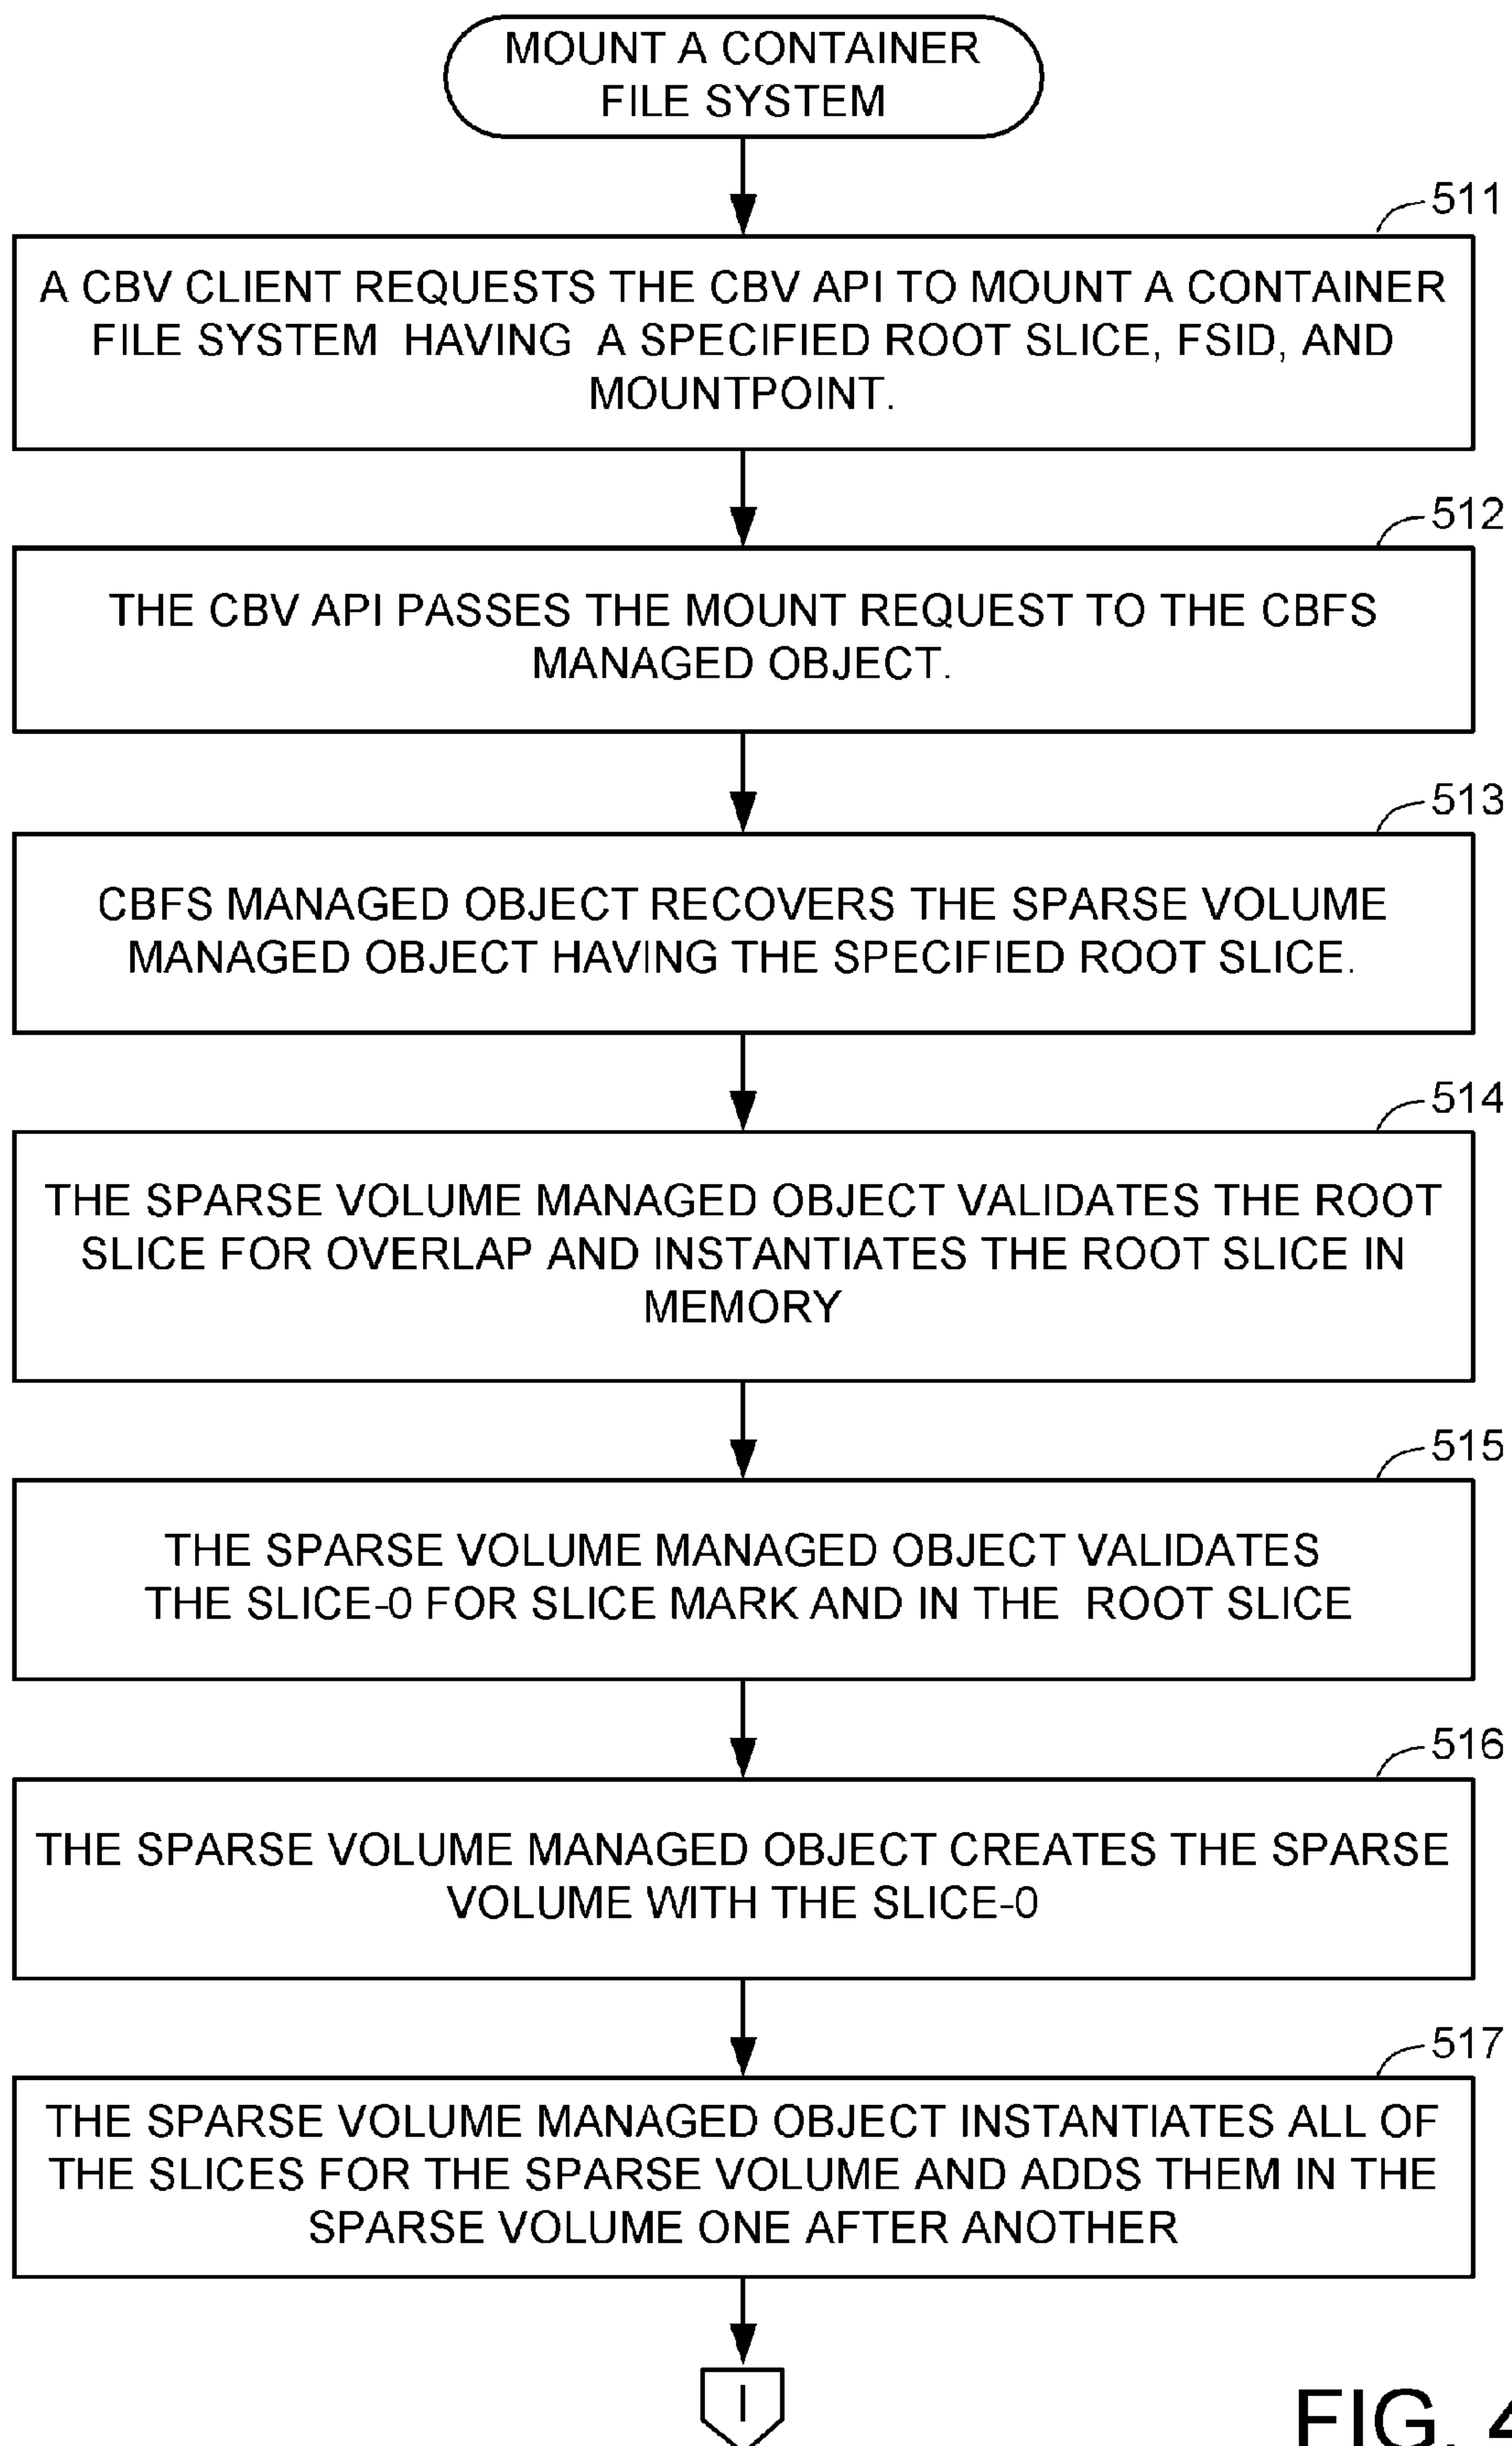 MOUNT A CONTAINER
FILE SYSTEM
511
A CBV CLIENT REQUESTS THE CBV API TO MOUNT A CONTAINER
FILE SYSTEM HAVING A SPECIFIED ROOT SLICE, FSID, AND
MOUNTPOINT.
512
THE CBV API PASSES THE MOUNT REQUEST TO THE CBFS
MANAGED OBJECT.
513
CBFS MANAGED OBJECT RECOVERS THE SPARSE VOLUME
MANAGED OBJECT HAVING THE SPECIFIED ROOT SLICE.
514
THE SPARSE VOLUME MANAGED OBJECT VALIDATES THE ROOT
SLICE FOR OVERLAP AND INSTANTIATES THE ROOT SLICE IN
MEMORY
515
THE SPARSE VOLUME MANAGED OBJECT VALIDATES
THE SLICE-0 FOR SLICE MARK AND IN THE ROOT SLICE
516
THE SPARSE VOLUME MANAGED OBJECT CREATES THE SPARSE
VOLUME WITH THE SLICE-0
517
THE SPARSE VOLUME MANAGED OBJECT INSTANTIATES ALL OF
THE SLICES FOR THE SPARSE VOLUME AND ADDS THEM IN THE
SPARSE VOLUME ONE AFTER ANOTHER
I
FIG.